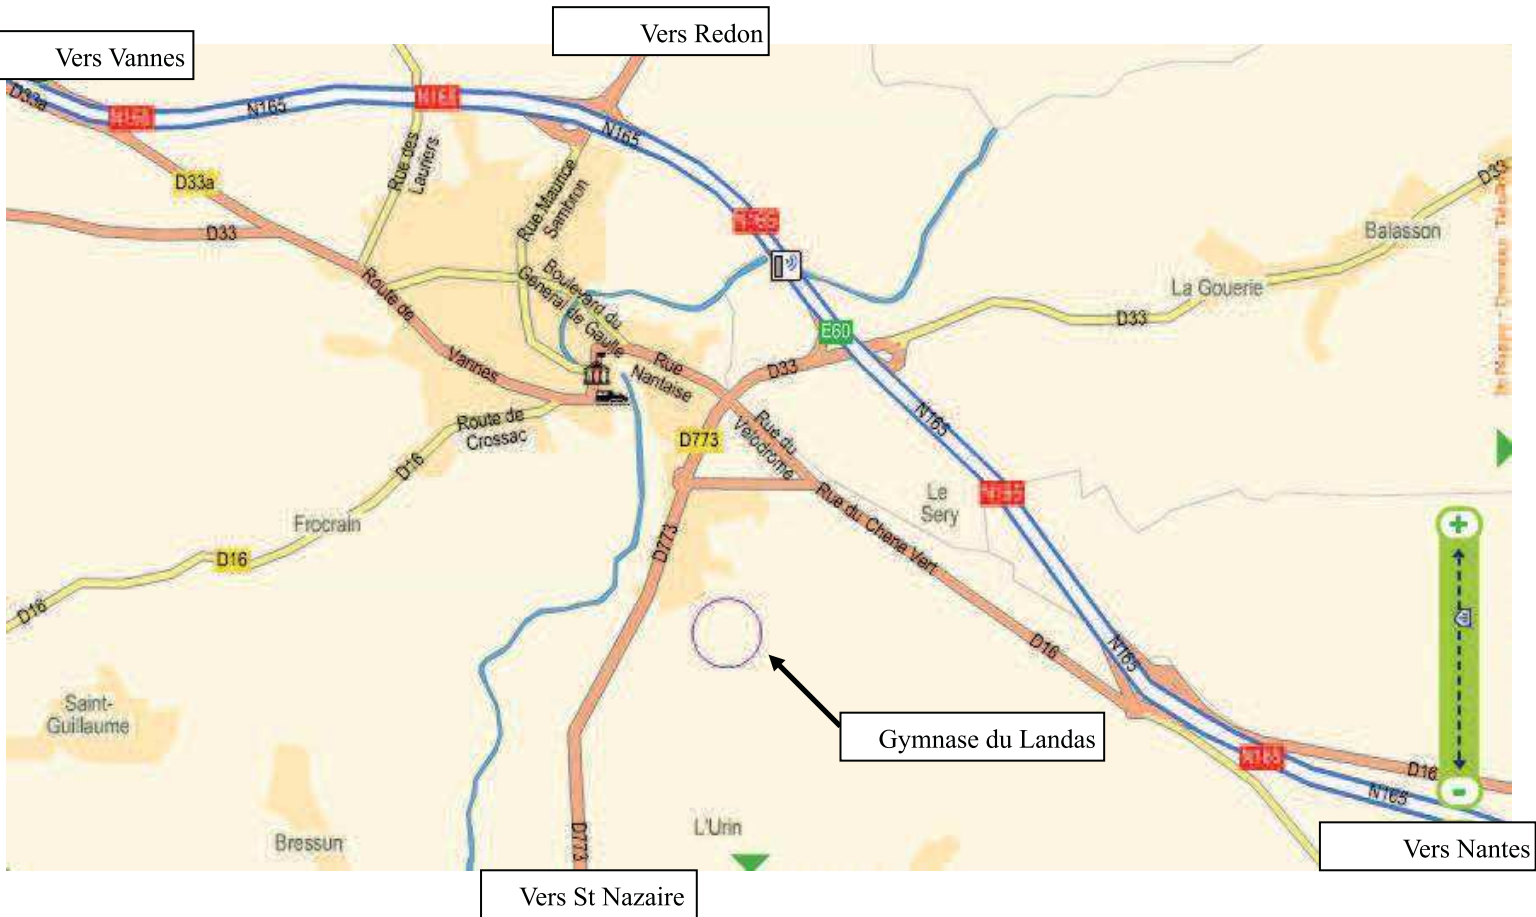 Vers Redon
Vers Vannes
D33a
N165
N165
N165
N165
Rue des
Lauriers
Rue Maurice
Sambron
D33a
D33
D33
N165
Balasson
La Gouerie
D33
Boulevard du
General de Gaulle
Route de
Vannes
E60
D33
Rue
Nantaise
Route de
Crossac
D16
D773
Rue du
Velodrome
N165
Le
Sery
N165
Rue du Chene Vert
Frocrain
D16
D16
D773
D16
N165
Saint-
Guillaume
Gymnase du Landas
N165
D16
N165
L'Urin
Bressun
D773
Vers Nantes
Vers St Nazaire